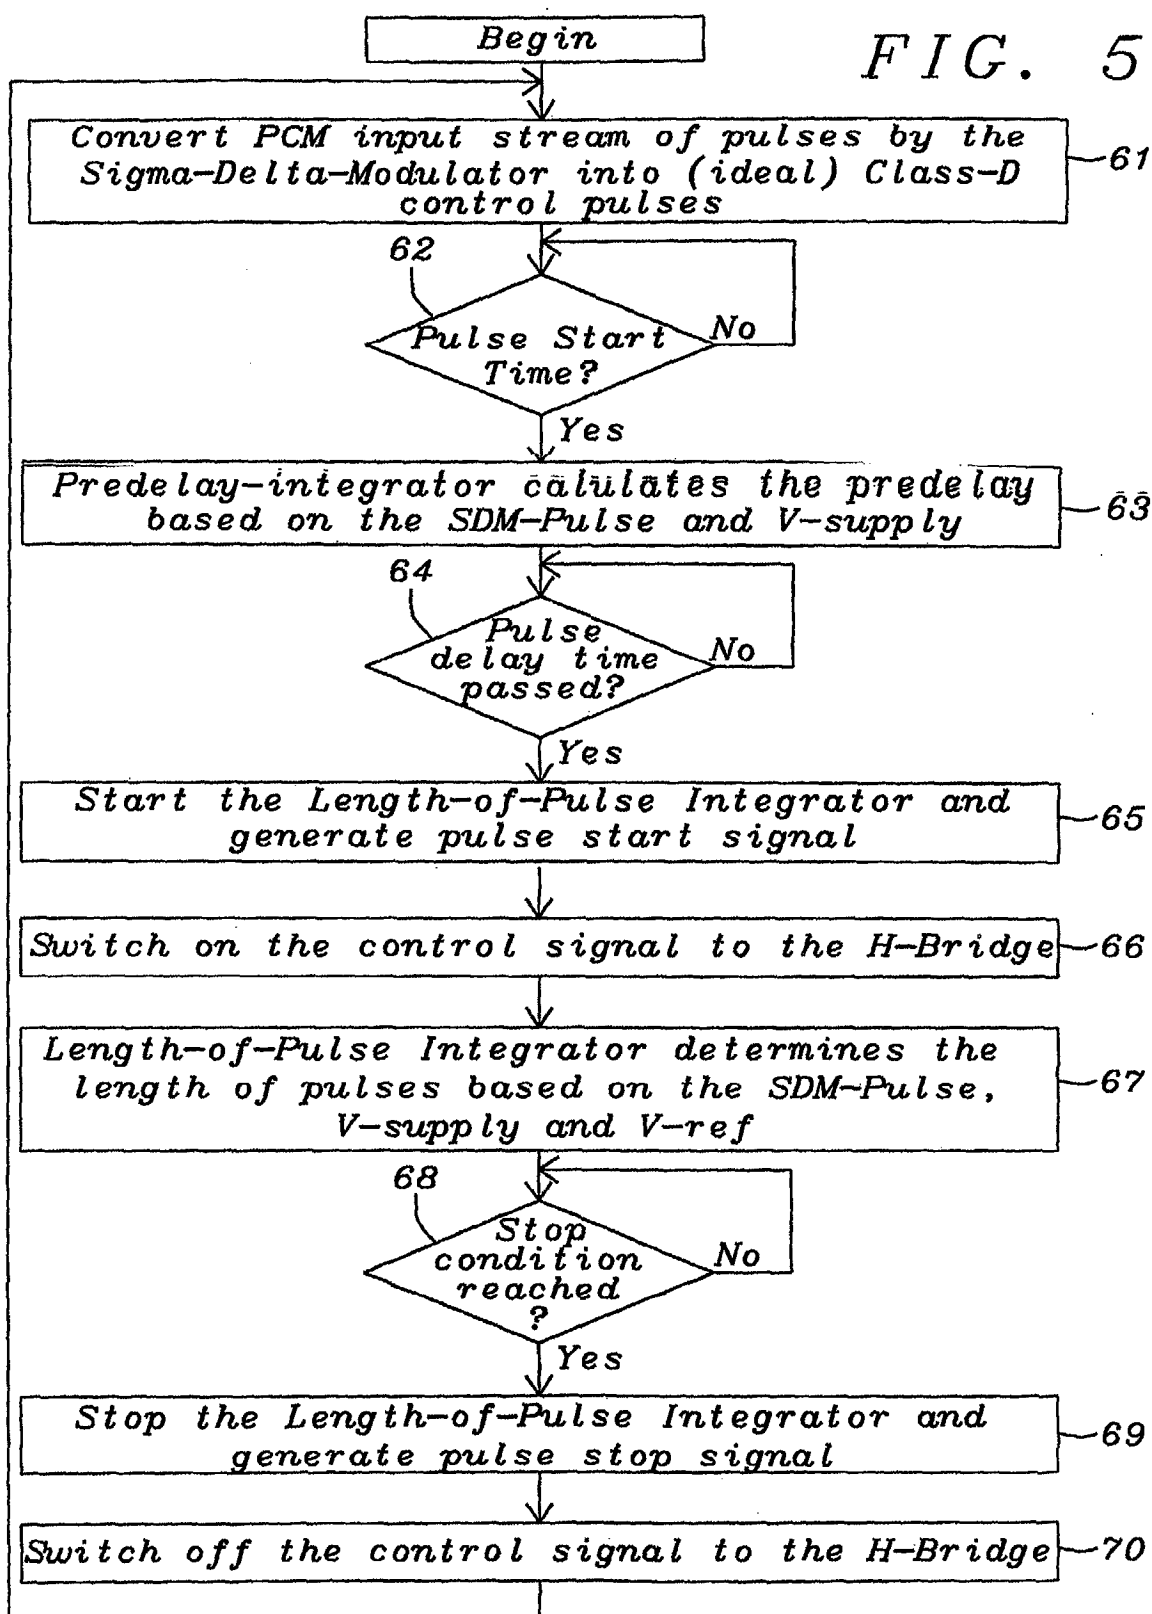 Begin
FIG. 5
Convert PCM input stream of pulses by the
Sigma-Delta-Modulator into (ideal) Class-D
control pulses
61
62
Pulse Start
Time?
No
Yes
Predelay-integrator calulates the predelay
based on the SDM-Pulse and V-supply
63
64
Pulse
delay time
passed?
No
Yes
Start the Length-of-Pulse Integrator and
generate pulse start signal
65
Switch on the control signal to the H-Bridge
66
Length-of-Pulse Integrator determines the
length of pulses based on the SDM-Pulse,
V-supply and V-ref
67
68
Stop
condition
reached
?
No
Yes
Stop the Length-of-Pulse Integrator and
generate pulse stop signal
69
Switch off the control signal to the H-Bridge
70